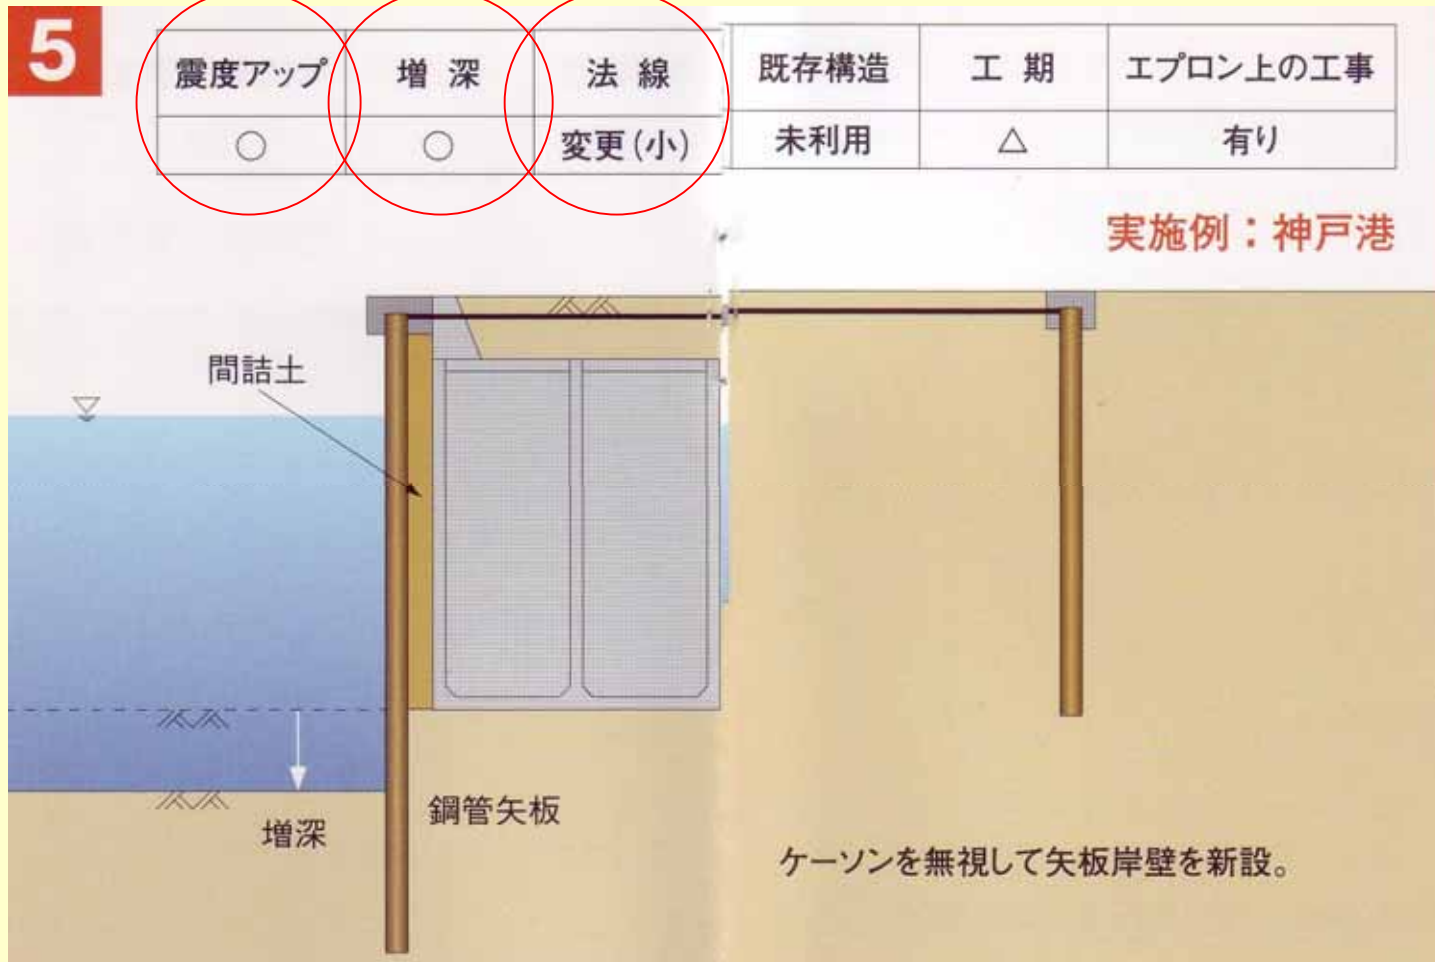 5
震度アップ 増深 法線 既存構造 工期 エプロン上の工事
○ ○ 変更(小) 未利用 △ 有り
実施例：神戸港
間詰土
増深
鋼管矢板
ケーソンを無視して矢板岸壁を新設。